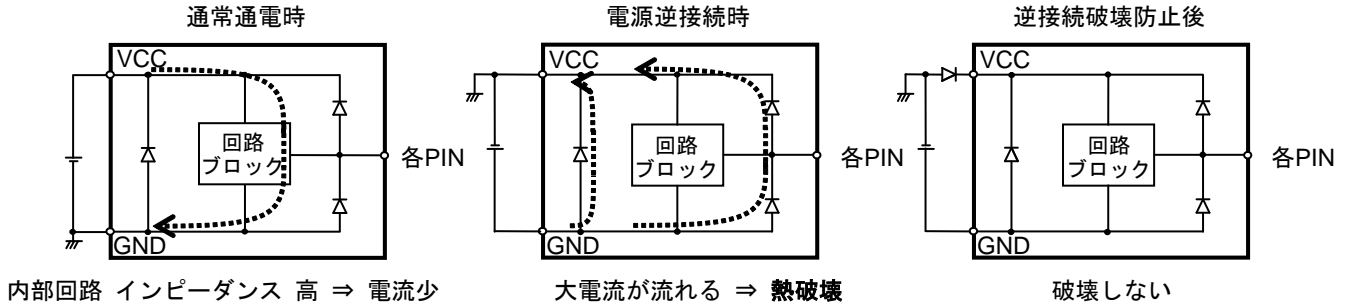 通常通電時
VCC
回路
ブロック
各PIN
GND
内部回路 インピーダンス 高 ⇒ 電流少
電源逆接続時
VCC
回路
ブロック
各PIN
GND
大電流が流れる ⇒ 熱破壊
逆接続破壊防止後
VCC
回路
ブロック
各PIN
GND
破壊しない